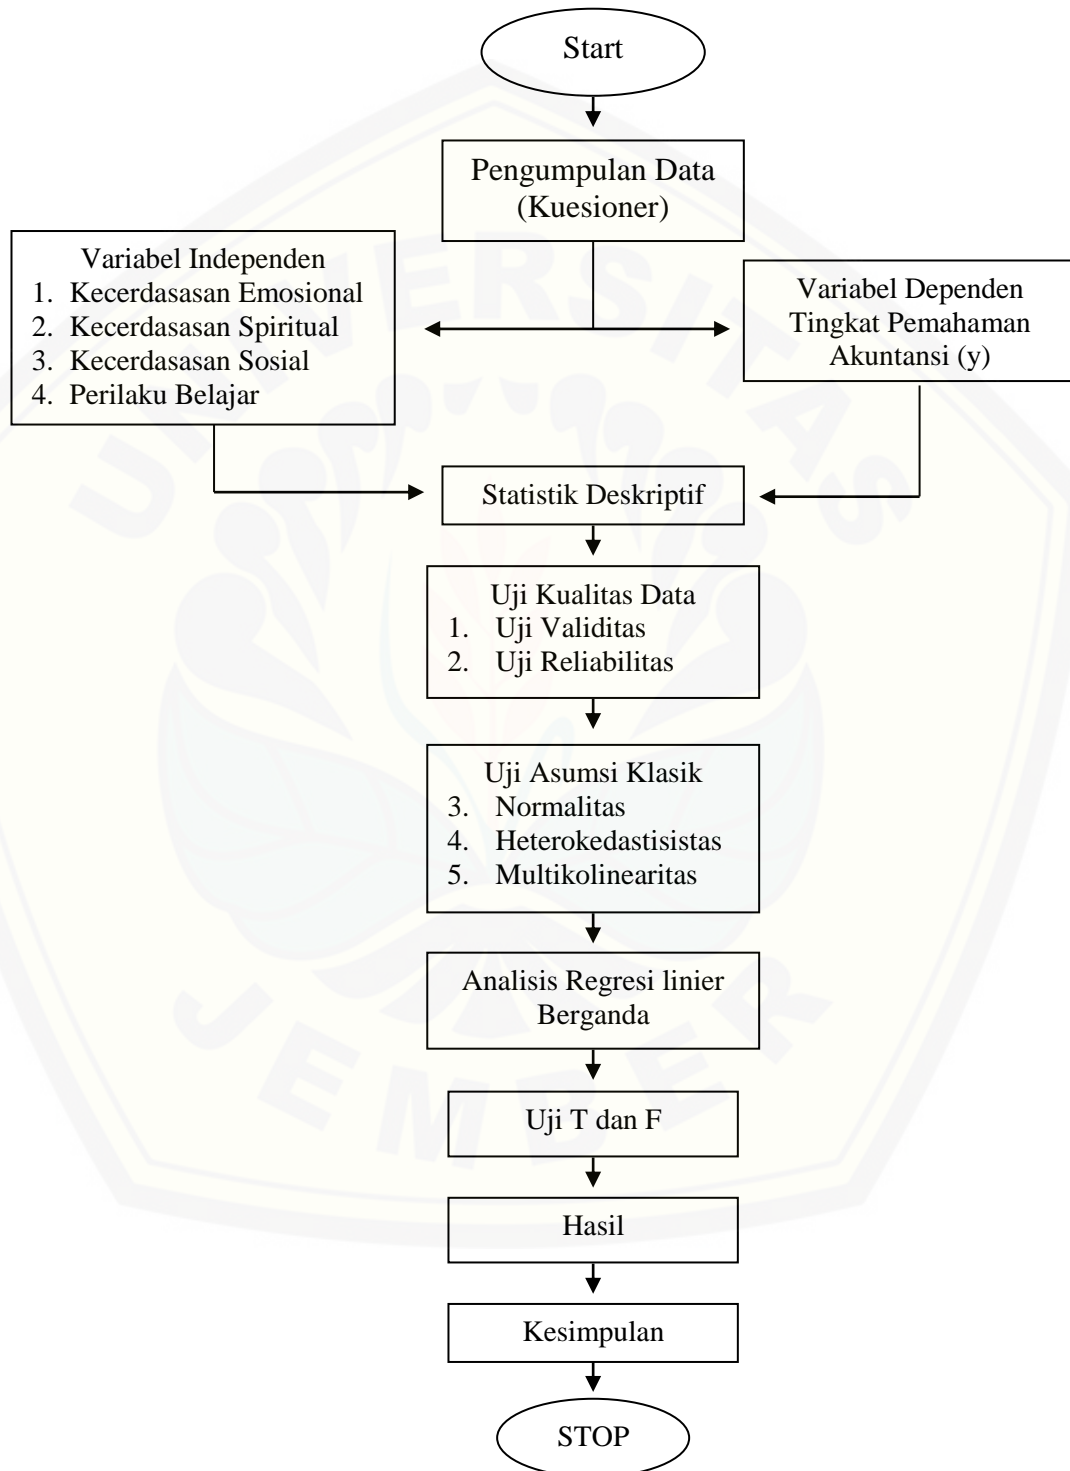 Start
Pengumpulan Data
(Kuesioner)
Variabel Independen
1. Kecerdasasan Emosional
2. Kecerdasasan Spiritual
3. Kecerdasasan Sosial
4. Perilaku Belajar
Variabel Dependen
Tingkat Pemahaman
Akuntansi (y)
Statistik Deskriptif
Uji Kualitas Data
1. Uji Validitas
2. Uji Reliabilitas
Uji Asumsi Klasik
3. Normalitas
4. Heterokedastisistas
5. Multikolinearitas
Analisis Regresi linier
Berganda
Uji T dan F
Hasil
Kesimpulan
STOP
UNIVERSITAS
JEMBER